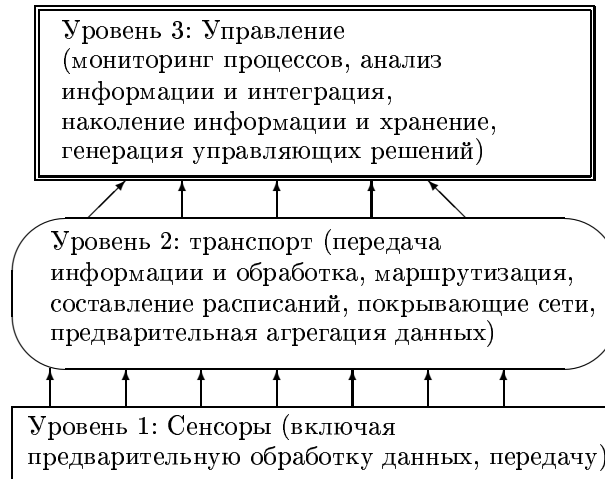 Уровень 3: Управление
(мониторинг процессов, анализ
информации и интеграция,
наколение информации и хранение,
генерация управляющих решений)
Уровень 2: транспорт (передача
информации и обработка, маршрутизация,
составление расписаний, покрывающие сети,
предварительная агрегация данных)
Уровень 1: Сенсоры (включая
предварительную обработку данных, передачу)